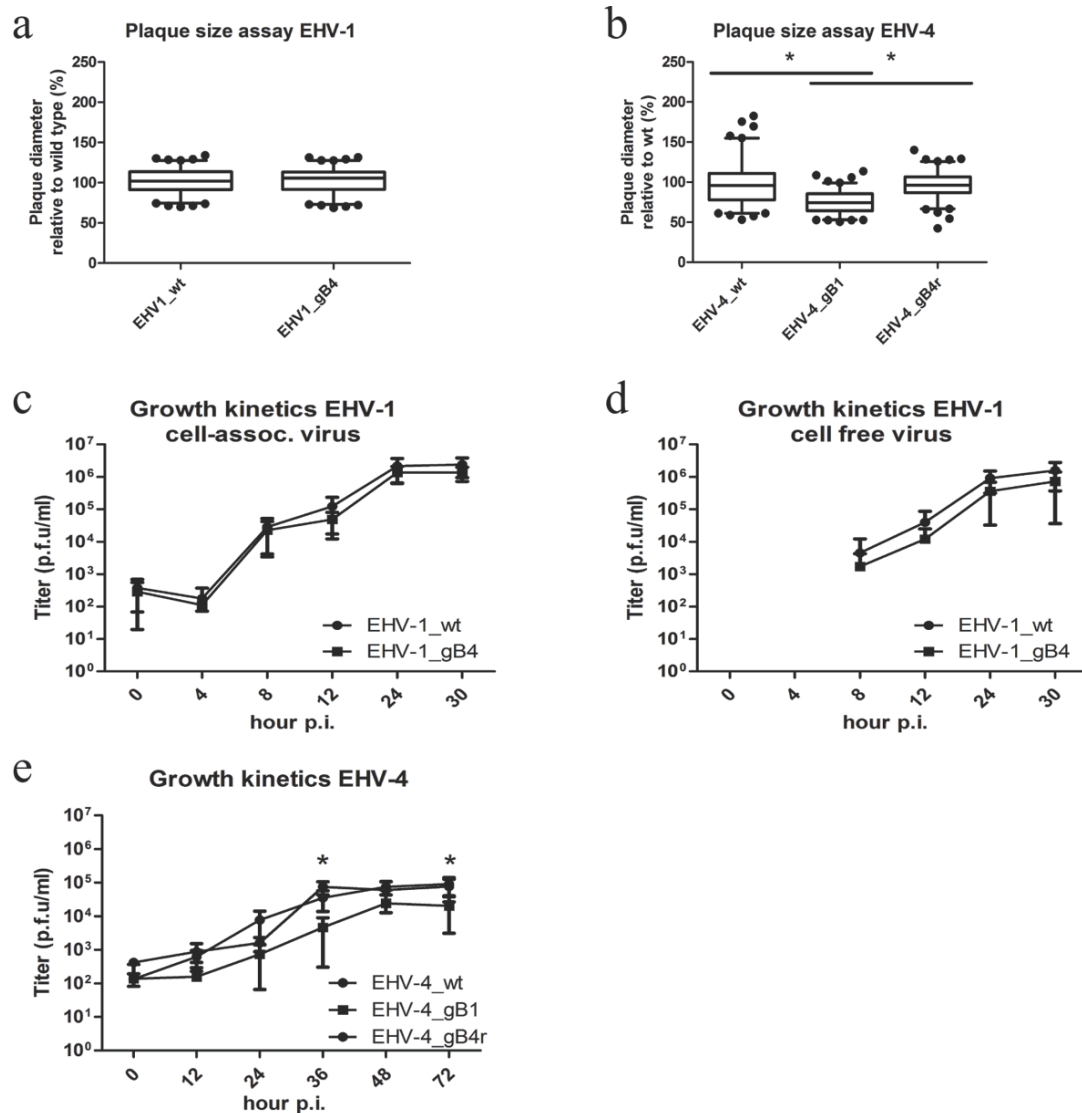 a
Plaque size assay EHV-1
Plaque diameter
relative to wild type (%)
250
200
150
100
50
0
EHV1_wt
EHV1_gB4
b
Plaque size assay EHV-4
Plaque diameter
relative to wt (%)
250
200
150
100
50
0
*
*
EHV-4_wt
EHV-4_gB1
EHV-4_gB4r
c
Growth kinetics EHV-1
cell-assoc. virus
Titer (p.f.u/ml)
10⁷
10⁶
10⁵
10⁴
10³
10²
10¹
10⁰
EHV-1_wt
EHV-1_gB4
0
4
8
12
24
30
hour p.i.
d
Growth kinetics EHV-1
cell free virus
Titer (p.f.u/ml)
10⁷
10⁶
10⁵
10⁴
10³
10²
10¹
10⁰
EHV-1_wt
EHV-1_gB4
0
4
8
12
24
30
hour p.i.
e
Growth kinetics EHV-4
Titer (p.f.u/ml)
10⁷
10⁶
10⁵
10⁴
10³
10²
10¹
10⁰
*
*
EHV-4_wt
EHV-4_gB1
EHV-4_gB4r
0
12
24
36
48
72
hour p.i.